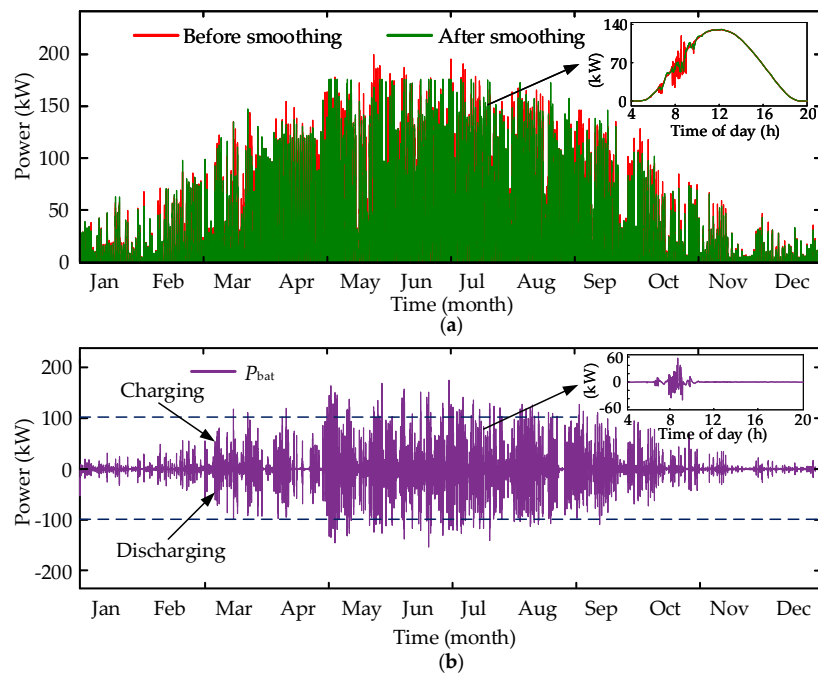 (a)
Before smoothing After smoothing
Power (kW)
200
150
100
50
0
Jan Feb Mar Apr May Jun Jul Aug Sep Oct Nov Dec
Time (month)
(kW)
140
70
0
4 8 12 16 20
Time of day (h)
(a)
(b)
P bat
Charging
Discharging
Power (kW)
200
100
0
-100
-200
Jan Feb Mar Apr May Jun Jul Aug Sep Oct Nov Dec
Time (month)
(kW)
60
0
-60
4 8 12 16 20
Time of day (h)
(b)